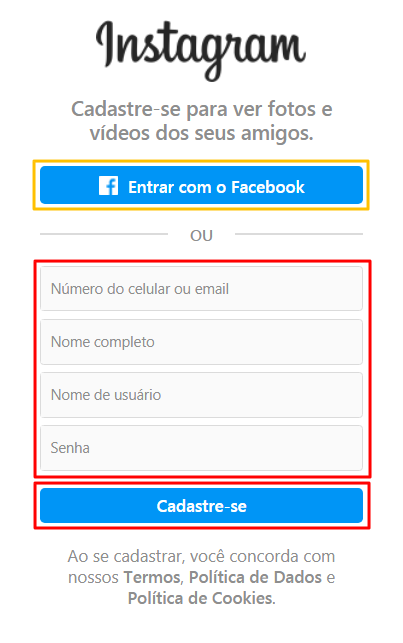 Instagram
Cadastre-se para ver fotos e
vídeos dos seus amigos.
Entrar com o Facebook
OU
Número do celular ou email
Nome completo
Nome de usuário
Senha
Cadastre-se
Ao se cadastrar, você concorda com
nossos Termos, Política de Dados e
Política de Cookies.